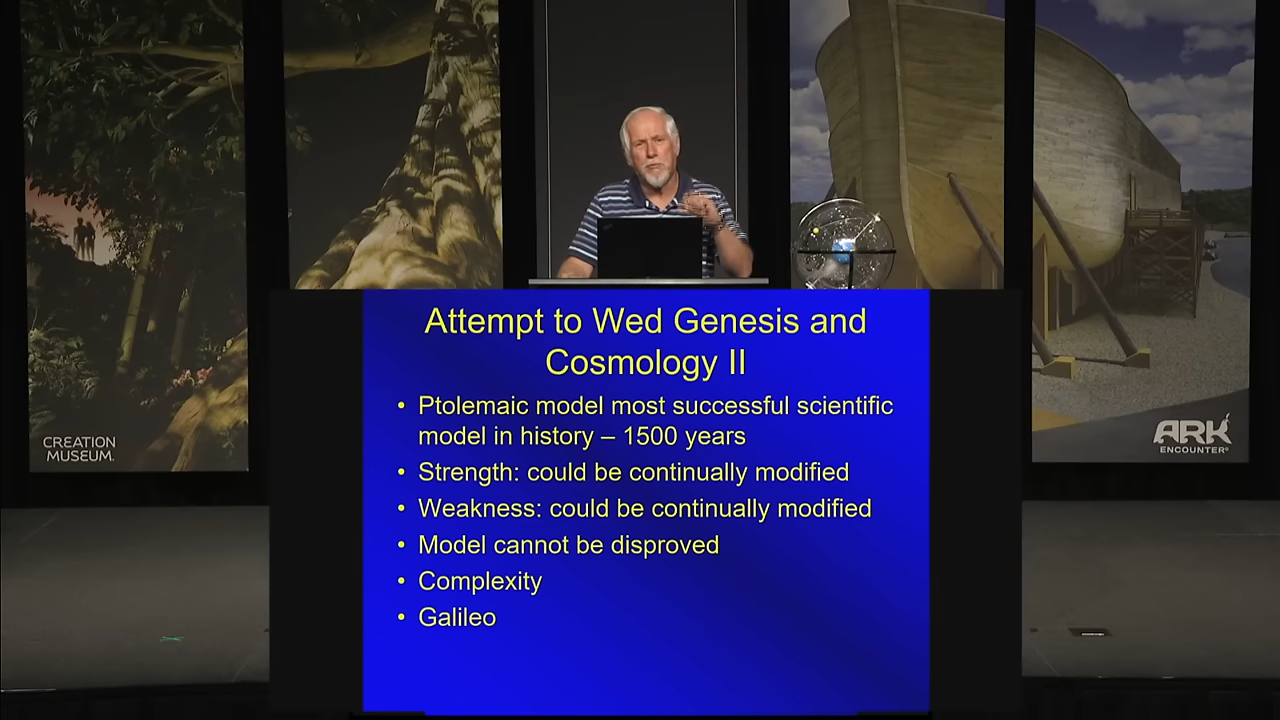 Attempt to Wed Genesis and
Cosmology II
• Ptolemaic model most successful scientific
model in history – 1500 years
• Strength: could be continually modified
• Weakness: could be continually modified
• Model cannot be disproved
• Complexity
• Galileo
CREATION
MUSEUM.
ARK
ENCOUNTER®